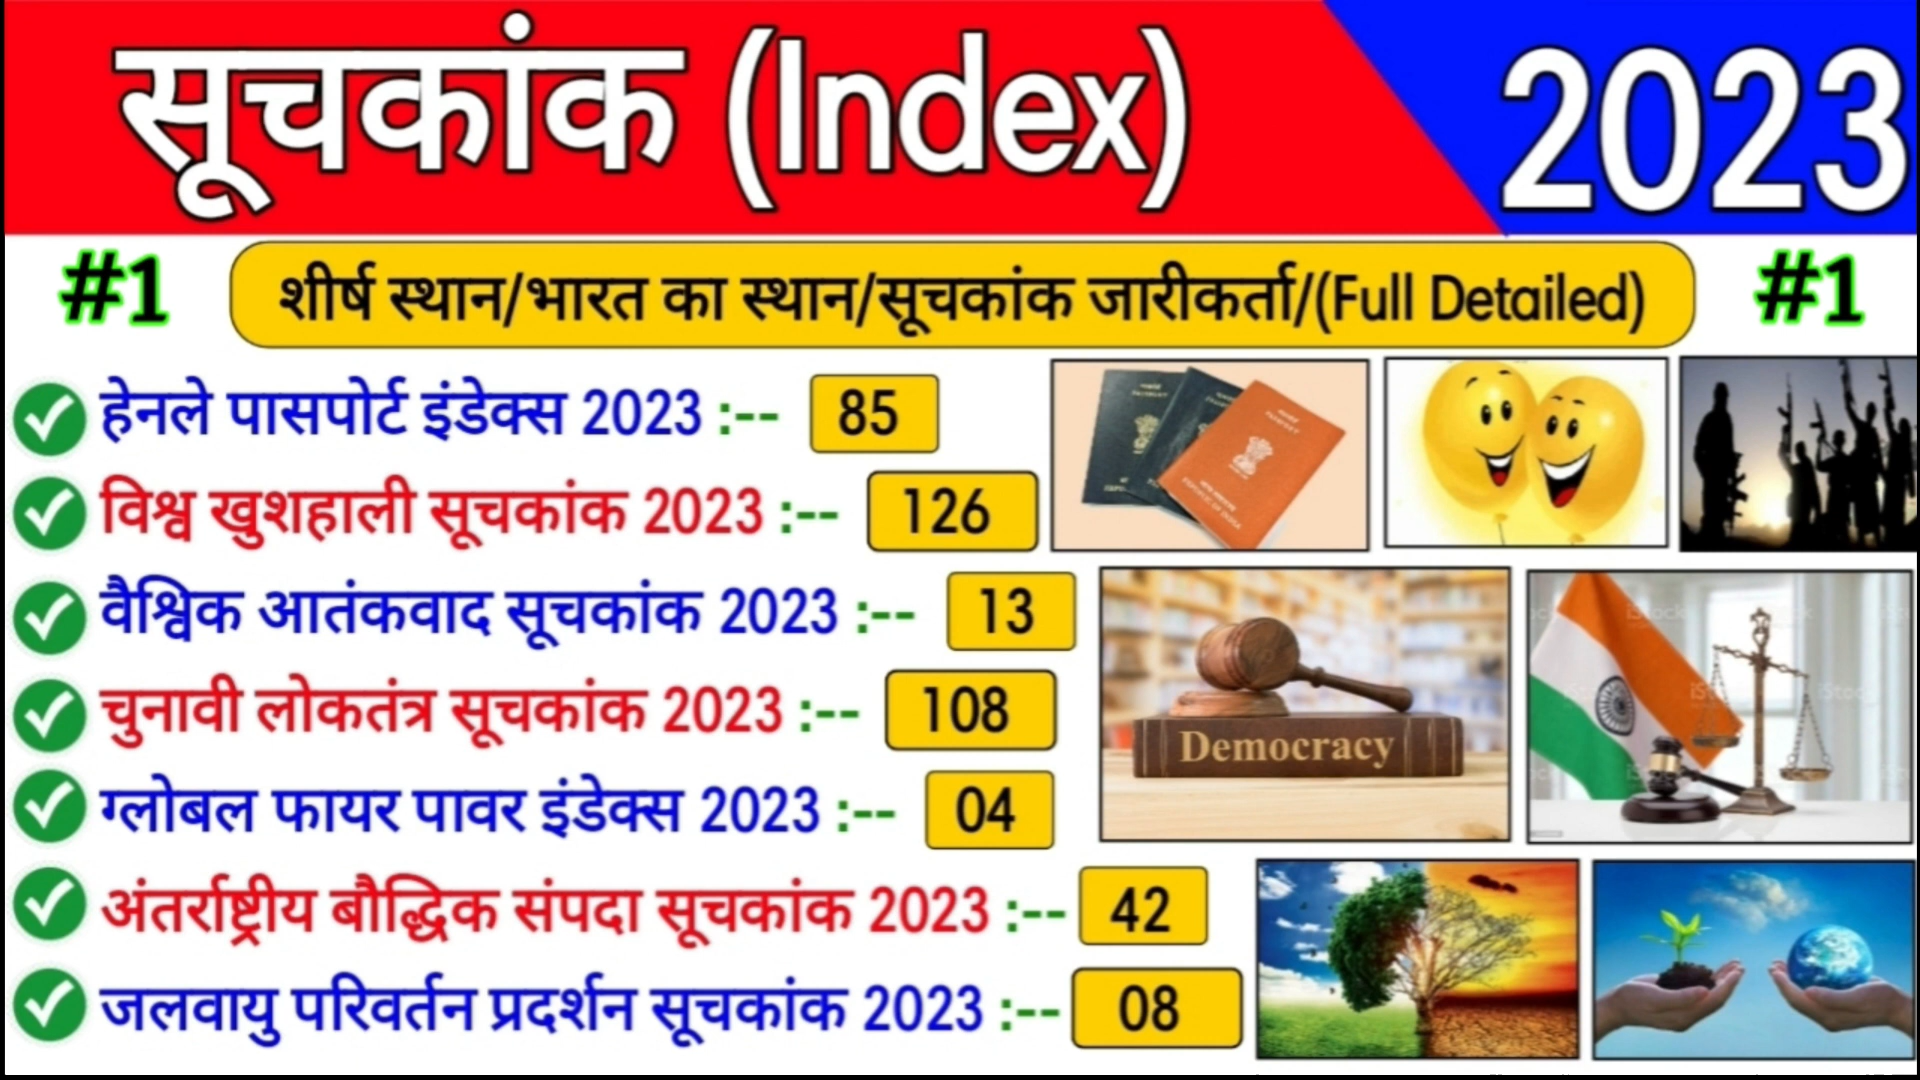 सूचकांक (Index) 2023
#1 शीर्ष स्थान/भारत का स्थान/सूचकांक जारीकर्ता/(Full Detailed) #1
हेनले पासपोर्ट इंडेक्स 2023 :-- 85
विश्व खुशहाली सूचकांक 2023 :-- 126
वैश्विक आतंकवाद सूचकांक 2023 :-- 13
चुनावी लोकतंत्र सूचकांक 2023 :-- 108
Democracy
ग्लोबल फायर पावर इंडेक्स 2023 :-- 04
अंतर्राष्ट्रीय बौद्धिक संपदा सूचकांक 2023 :-- 42
जलवायु परिवर्तन प्रदर्शन सूचकांक 2023 :-- 08